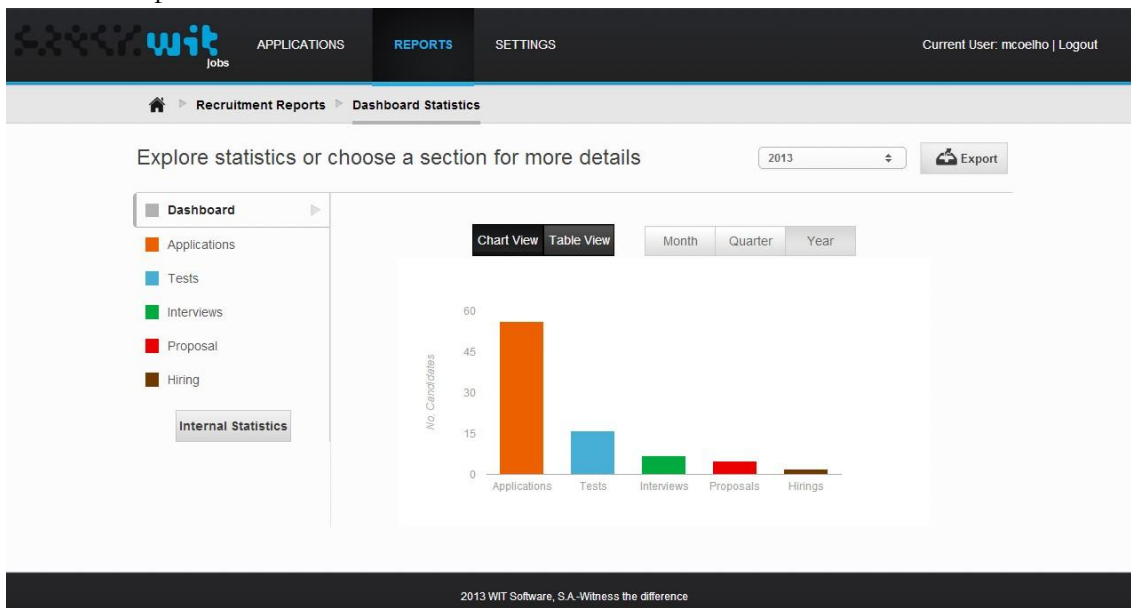 wit
jobs
APPLICATIONS REPORTS SETTINGS Current User: mcoelho | Logout
Recruitment Reports Dashboard Statistics
Explore statistics or choose a section for more details 2013 Export
Dashboard
Applications
Tests
Interviews
Proposal
Hiring
Internal Statistics
Chart View Table View Month Quarter Year
60
45
30
15
0
No. Candidates
Applications Tests Interviews Proposals Hirings
2013 WIT Software, S.A.-Witness the difference